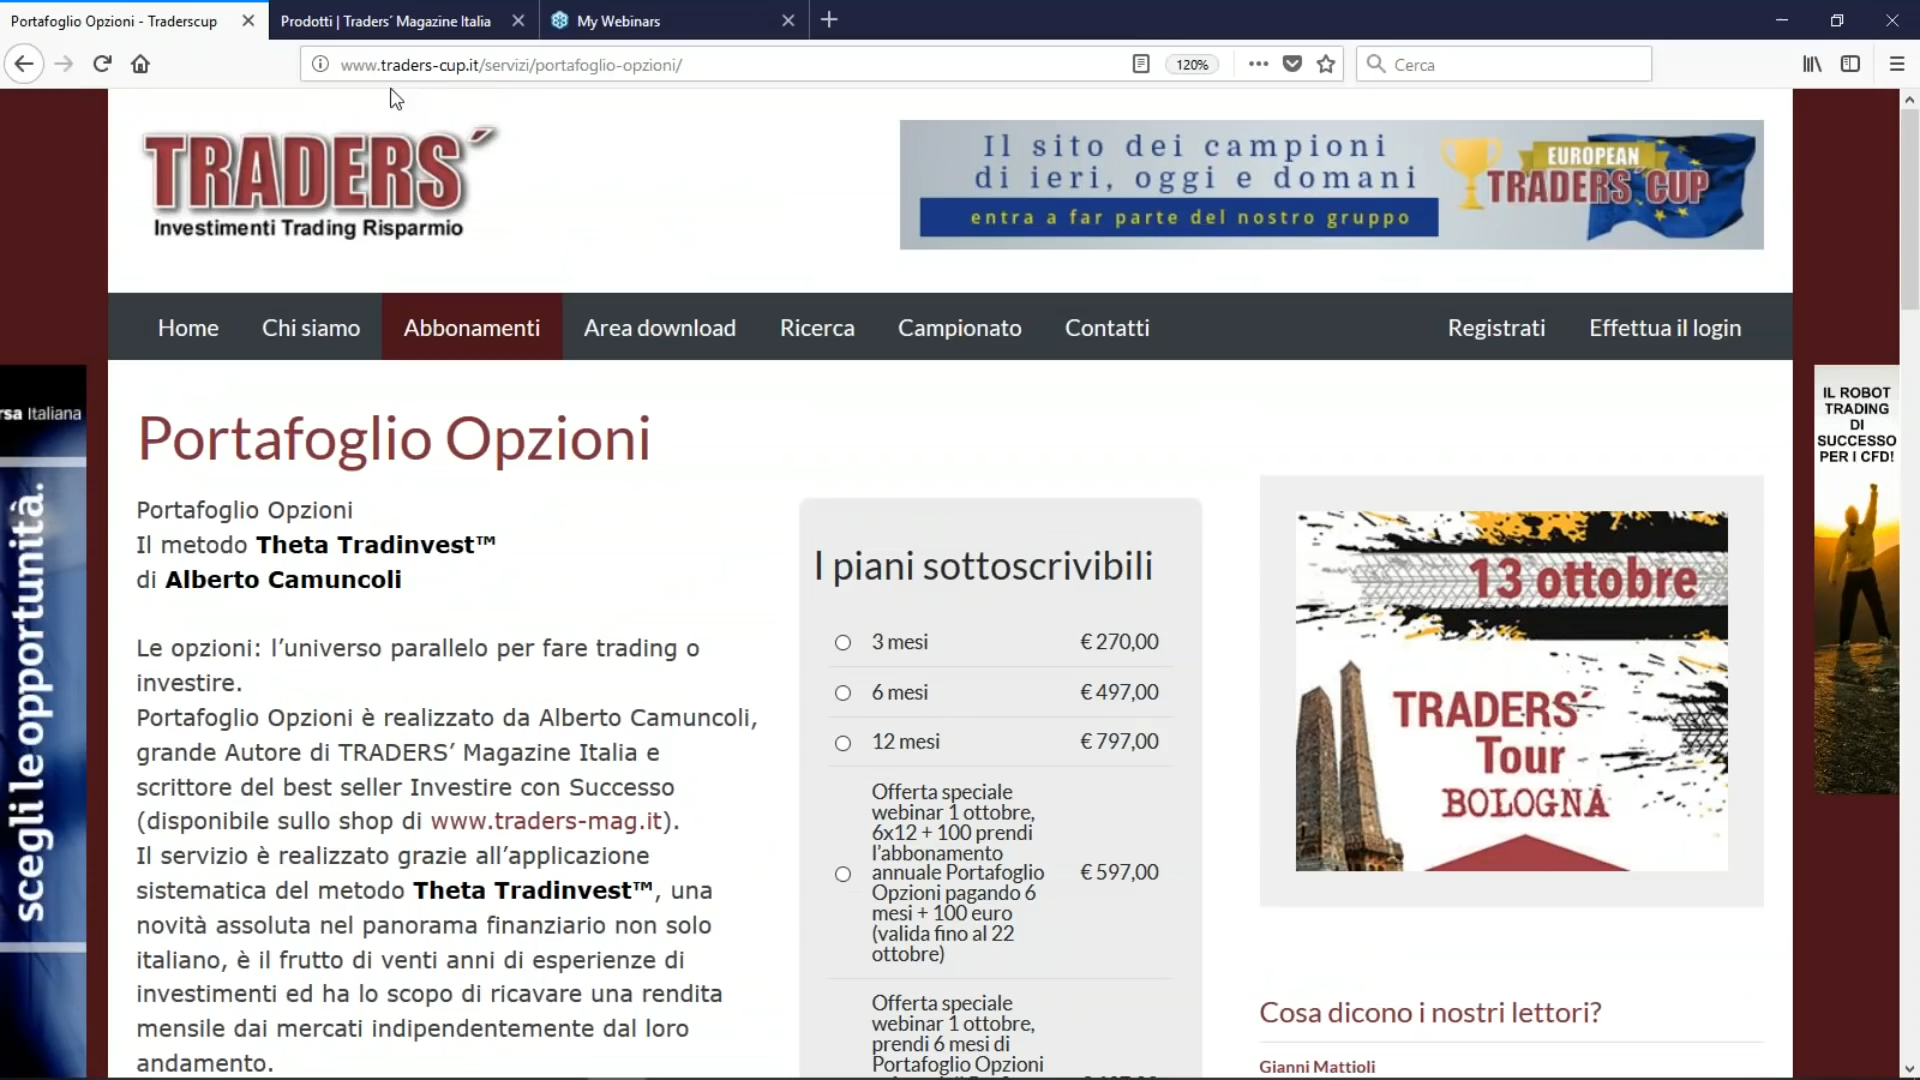 Portafoglio Opzioni - Traderscup
Prodotti | Traders´ Magazine Italia
My Webinars
www.traders-cup.it/servizi/portafoglio-opzioni/
120%
Cerca
TRADERS´
Investimenti Trading Risparmio
Il sito dei campioni
di ieri, oggi e domani
entra a far parte del nostro gruppo
EUROPEAN
TRADERS´ CUP
Home
Chi siamo
Abbonamenti
Area download
Ricerca
Campionato
Contatti
Registrati
Effettua il login
rsa Italiana
scegli le opportunità.
Portafoglio Opzioni
Portafoglio Opzioni
Il metodo Theta Tradinvest™
di Alberto Camuncoli
Le opzioni: l’universo parallelo per fare trading o
investire.
Portafoglio Opzioni è realizzato da Alberto Camuncoli,
grande Autore di TRADERS’ Magazine Italia e
scrittore del best seller Investire con Successo
(disponibile sullo shop di www.traders-mag.it).
Il servizio è realizzato grazie all’applicazione
sistematica del metodo Theta Tradinvest™, una
novità assoluta nel panorama finanziario non solo
italiano, è il frutto di venti anni di esperienze di
investimenti ed ha lo scopo di ricavare una rendita
mensile dai mercati indipendentemente dal loro
andamento.
I piani sottoscrivibili
3 mesi € 270,00
6 mesi € 497,00
12 mesi € 797,00
Offerta speciale
webinar 1 ottobre,
6x12 + 100 prendi
l’abbonamento
annuale Portafoglio € 597,00
Opzioni pagando 6
mesi + 100 euro
(valida fino al 22
ottobre)
Offerta speciale
webinar 1 ottobre,
prendi 6 mesi di
Portafoglio Opzioni
13 ottobre
TRADERS´
Tour
BOLOGNA
Cosa dicono i nostri lettori?
Gianni Mattioli
IL ROBOT
TRADING
DI
SUCCESSO
PER I CFD!